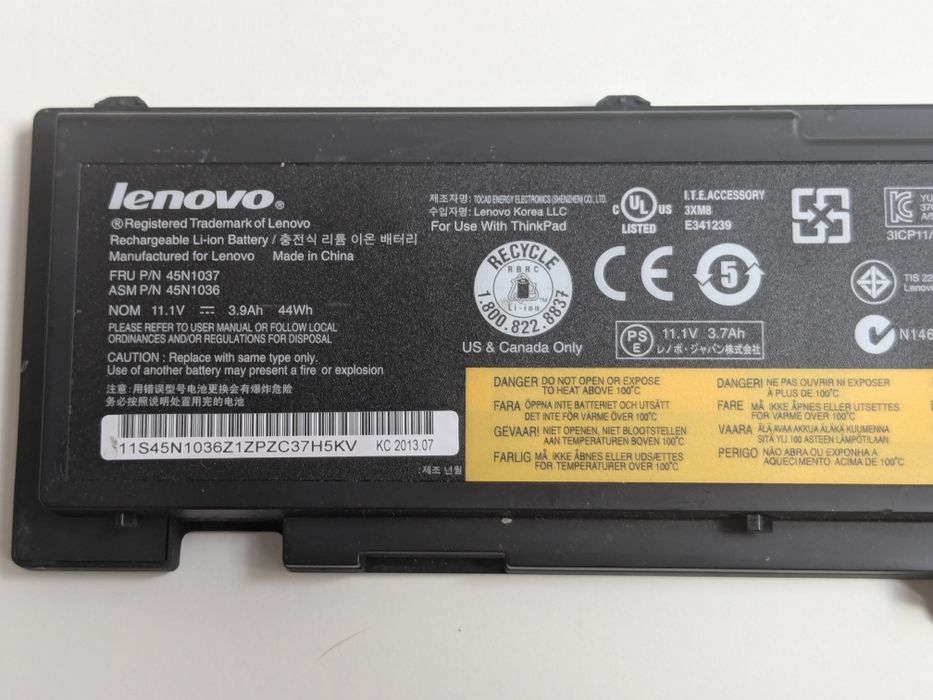 lenovo®
®Registered Trademark of Lenovo
Rechargeable Li-ion Battery / 충전식 리튬 이온 배터리
Manufactured for Lenovo Made in China
FRU P/N 45N1037
ASM P/N 45N1036
NOM 11.1V ⎓ 3.9Ah 44Wh
PLEASE REFER TO USER MANUAL OR FOLLOW LOCAL
ORDINANCES AND/OR REGULATIONS FOR DISPOSAL
CAUTION : Replace with same type only.
Use of another battery may present a fire or explosion
注意:用错误型号电池更换会有爆炸危险
务必按照说明处置用完的电池
11S45N1036Z1ZPZC37H5KV KC 2013.07
:제조 년월
제조자명: TOCAD ENERGY ELECTRONICS (SHENZHEN) CO., LTD.
수입자명: Lenovo Korea LLC
For Use With ThinkPad
RECYCLE
RBRC
Li-ion
TM
1.800.822.8837
US & Canada Only
C UL US
LISTED
I.T.E.ACCESSORY
3XM8
E341239
CE
5
PS
E
11.1V 3.7Ah
レノボ・ジャパン株式会社
3ICP11/
TIS 22
Lenov
N146
DANGER! DO NOT OPEN OR EXPOSE
TO HEAT ABOVE 100°C
FARA ÖPPNA INTE BATTERIET OCH UTSÄTT
DET INTE FÖR VÄRME ÖVER 100°C
GEVAAR! NIET OPENEN, NIET BLOOTSTELLEN
AAN TEMPERATUREN BOVEN 100°C
FARLIG MÅ IKKE ÅBNES ELLER UDSÆTTES
FOR TEMPERATURER OVER 100°C
DANGER! NE PAS OUVRIR NI EXPOSER
À PLUS DE 100°C
FARE MÅ IKKE ÅPNES ELLER UTSETTES
FOR VARME OVER 100°C
VAARA ÄLÄ AVAA AKKUA ÄLÄKÄ KUUMENNA
SITÄ YLI 100 ASTEEN LÄMPÖTILAAN
PERIGO NÃO ABRA OU EXPONHA A
AQUECIMENTO ACIMA DE 100°C